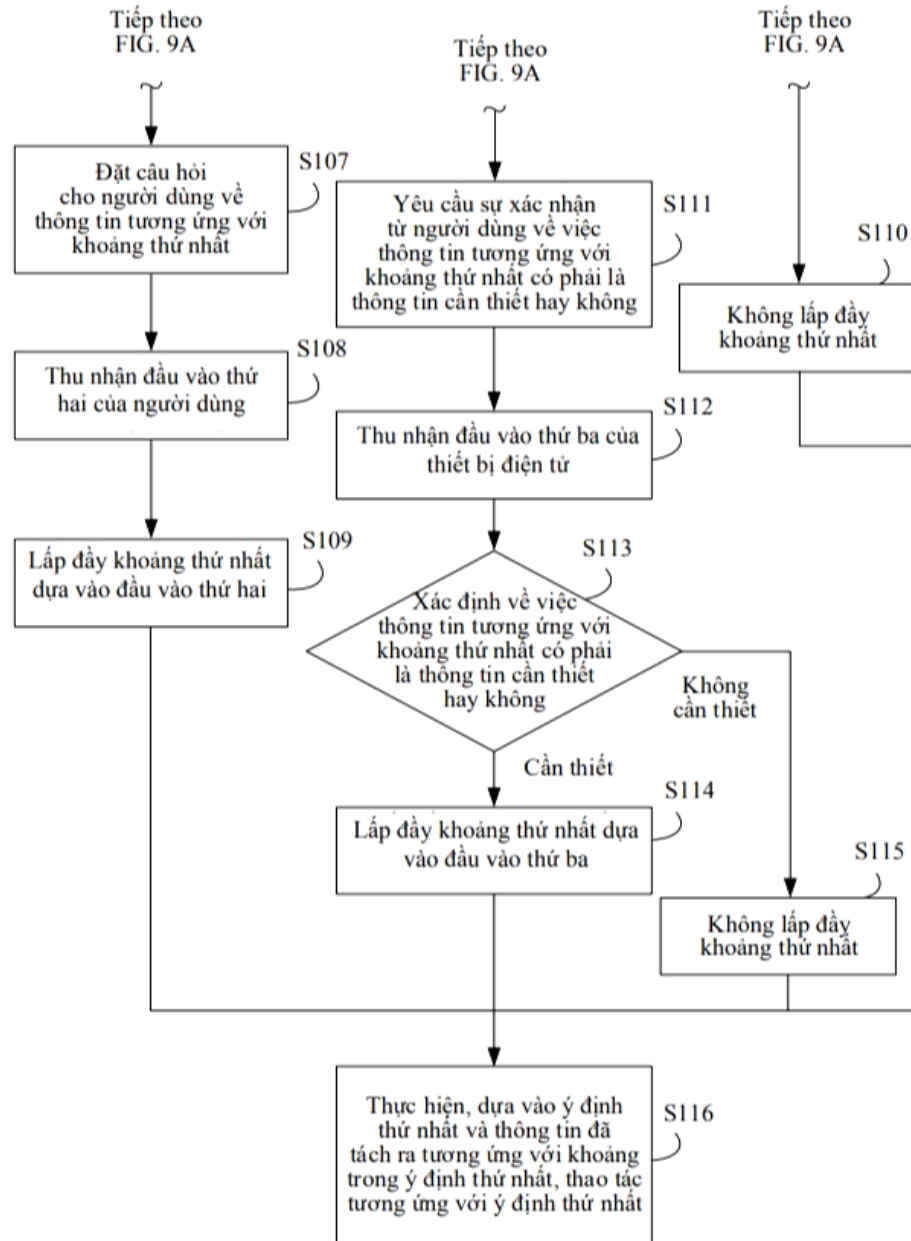 Tiếp theo
FIG. 9A
Tiếp theo
FIG. 9A
Tiếp theo
FIG. 9A
S107
Đặt câu hỏi
cho người dùng về
thông tin tương ứng với
khoảng thứ nhất
S111
Yêu cầu sự xác nhận
từ người dùng về việc
thông tin tương ứng với
khoảng thứ nhất có phải là
thông tin cần thiết hay không
S110
Không lấp đầy
khoảng thứ nhất
S108
Thu nhận đầu vào thứ
hai của người dùng
S112
Thu nhận đầu vào thứ ba của
thiết bị điện tử
S109
Lấp đầy khoảng thứ nhất
dựa vào đầu vào thứ hai
S113
Xác định về việc
thông tin tương ứng với
khoảng thứ nhất có phải
là thông tin cần thiết
hay không
Không
cần thiết
Cần thiết
S114
Lấp đầy khoảng thứ nhất dựa
vào đầu vào thứ ba
S115
Không lấp đầy
khoảng thứ nhất
S116
Thực hiện, dựa vào ý định
thứ nhất và thông tin đã
tách ra tương ứng với khoảng
trong ý định thứ nhất, thao tác
tương ứng với ý định thứ nhất